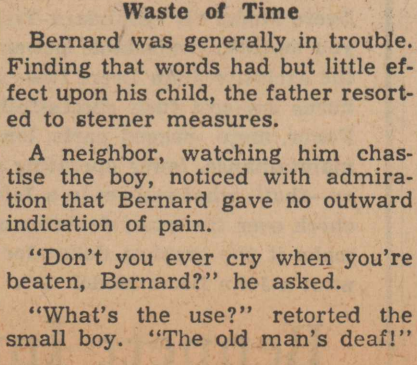 Waste of Time
Bernard was generally in trouble.
Finding that words had but little ef-
fect upon his child, the father resort-
ed to sterner measures.
A neighbor, watching him chas-
tise the boy, noticed with admira-
tion that Bernard gave no outward
indication of pain.
"Don't you ever cry when you're
beaten, Bernard?" he asked.
"What's the use?" retorted the
small boy. "The old man's deaf!"